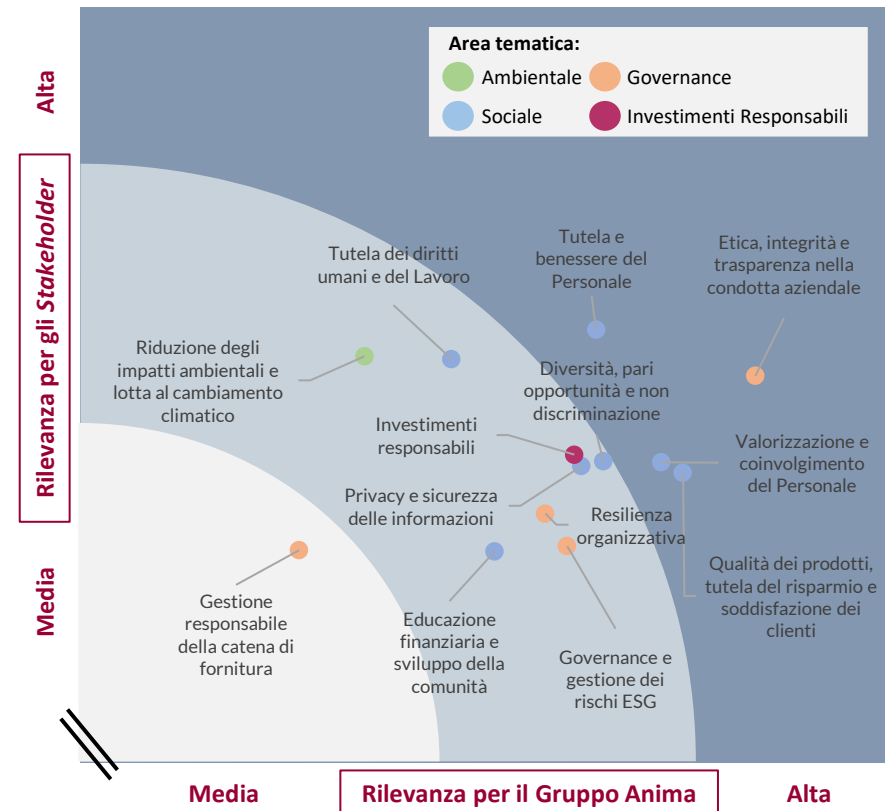 Area tematica:
Ambientale
Governance
Sociale
Investimenti Responsabili
Alta
Rilevanza per gli Stakeholder
Media
Tutela dei diritti
umani e del Lavoro
Tutela e
benessere del
Personale
Etica, integrità e
trasparenza nella
condotta aziendale
Riduzione degli
impatti ambientali e
lotta al cambiamento
climatico
Diversità, pari
opportunità e non
discriminazione
Investimenti
responsabili
Valorizzazione e
coinvolgimento
del Personale
Privacy e sicurezza
delle informazioni
Resilienza
organizzativa
Qualità dei prodotti,
tutela del risparmio e
soddisfazione dei
clienti
Gestione
responsabile
della catena di
fornitura
Educazione
finanziaria e
sviluppo della
comunità
Governance e
gestione dei
rischi ESG
Media
Rilevanza per il Gruppo Anima
Alta